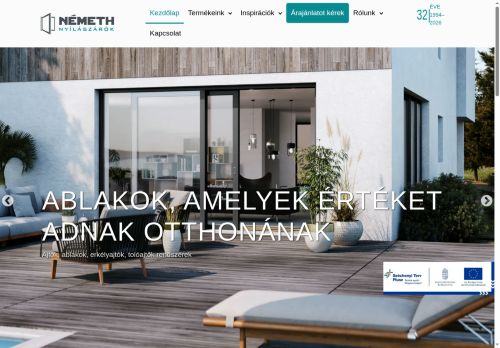 NÉMETH
NYÍLÁSZÁRÓK
Kezdőlap Termékeink Inspirációk Árajánlatot kérek Rólunk
Kapcsolat
32 ÉVE
1994–
2026
ABLAKOK, AMELYEK ÉRTÉKET
ADNAK OTTHONÁNAK
Ajtók, ablakok, erkélyajtók, tolóajtók, rendszerek
Széchenyi Terv
Plusz